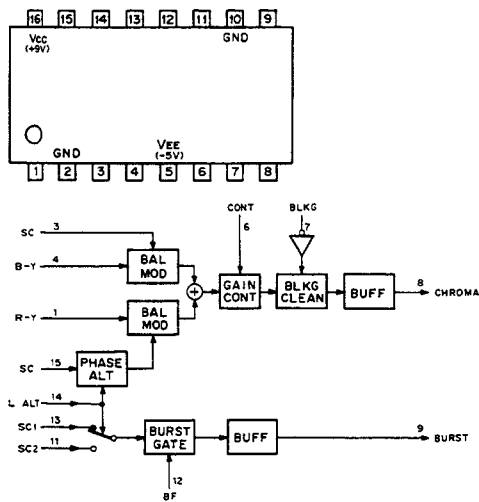 16 15 14 13 12 11 10 9
VCC
(+9V)
GND
GND
VEE
(-5V)
1 2 3 4 5 6 7 8
CONT
6
BLKG
7
SC 3
B-Y 4
BAL
MOD
R-Y 1
BAL
MOD
+
GAIN
CONT
BLKG
CLEAN
BUFF
8 CHROMA
SC 15
PHASE
ALT
L ALT 14
SC1 13
SC2 11
BURST
GATE
BUFF
9 BURST
12
BF